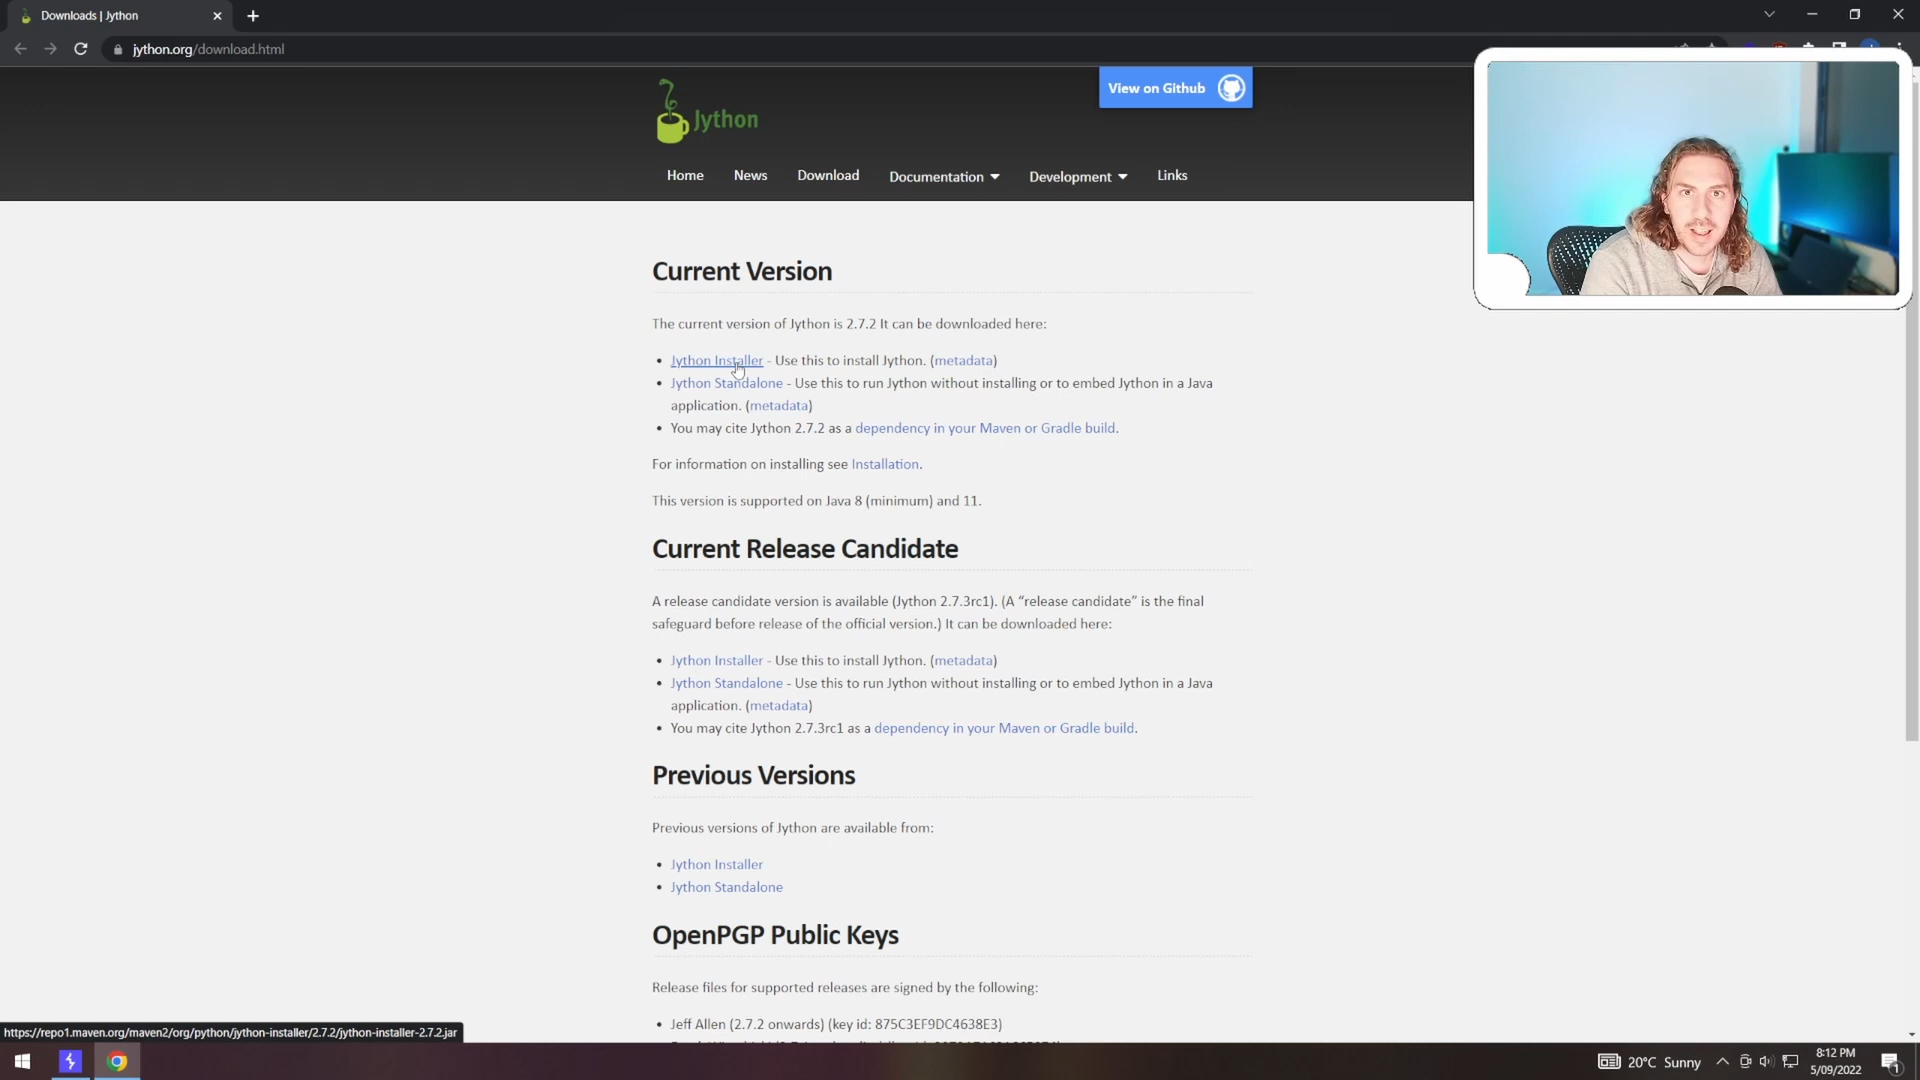 Downloads | Jython
jython.org/download.html
View on Github
Jython
Home News Download Documentation Development Links
Current Version
The current version of Jython is 2.7.2 It can be downloaded here:
• Jython Installer - Use this to install Jython. (metadata)
• Jython Standalone - Use this to run Jython without installing or to embed Jython in a Java
application. (metadata)
• You may cite Jython 2.7.2 as a dependency in your Maven or Gradle build.
For information on installing see Installation.
This version is supported on Java 8 (minimum) and 11.
Current Release Candidate
A release candidate version is available (Jython 2.7.3rc1). (A “release candidate” is the final
safeguard before release of the official version.) It can be downloaded here:
• Jython Installer - Use this to install Jython. (metadata)
• Jython Standalone - Use this to run Jython without installing or to embed Jython in a Java
application. (metadata)
• You may cite Jython 2.7.3rc1 as a dependency in your Maven or Gradle build.
Previous Versions
Previous versions of Jython are available from:
• Jython Installer
• Jython Standalone
OpenPGP Public Keys
Release files for supported releases are signed by the following:
• Jeff Allen (2.7.2 onwards) (key id: 875C3EF9DC4638E3)
https://repo1.maven.org/maven2/org/python/jython-installer/2.7.2/jython-installer-2.7.2.jar
20°C Sunny
8:12 PM
5/09/2022
1